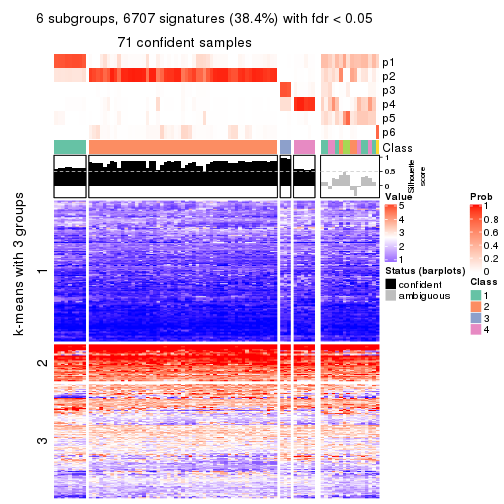 6 subgroups, 6707 signatures (38.4%) with fdr < 0.05
71 confident samples
p1
p2
p3
p4
p5
p6
Class
1
0.5
0
Silhouette
score
k-means with 3 groups
1
2
3
Value
5
4
3
2
1
Status (barplots)
confident
ambiguous
Prob
1
0.8
0.6
0.4
0.2
0
Class
1
2
3
4